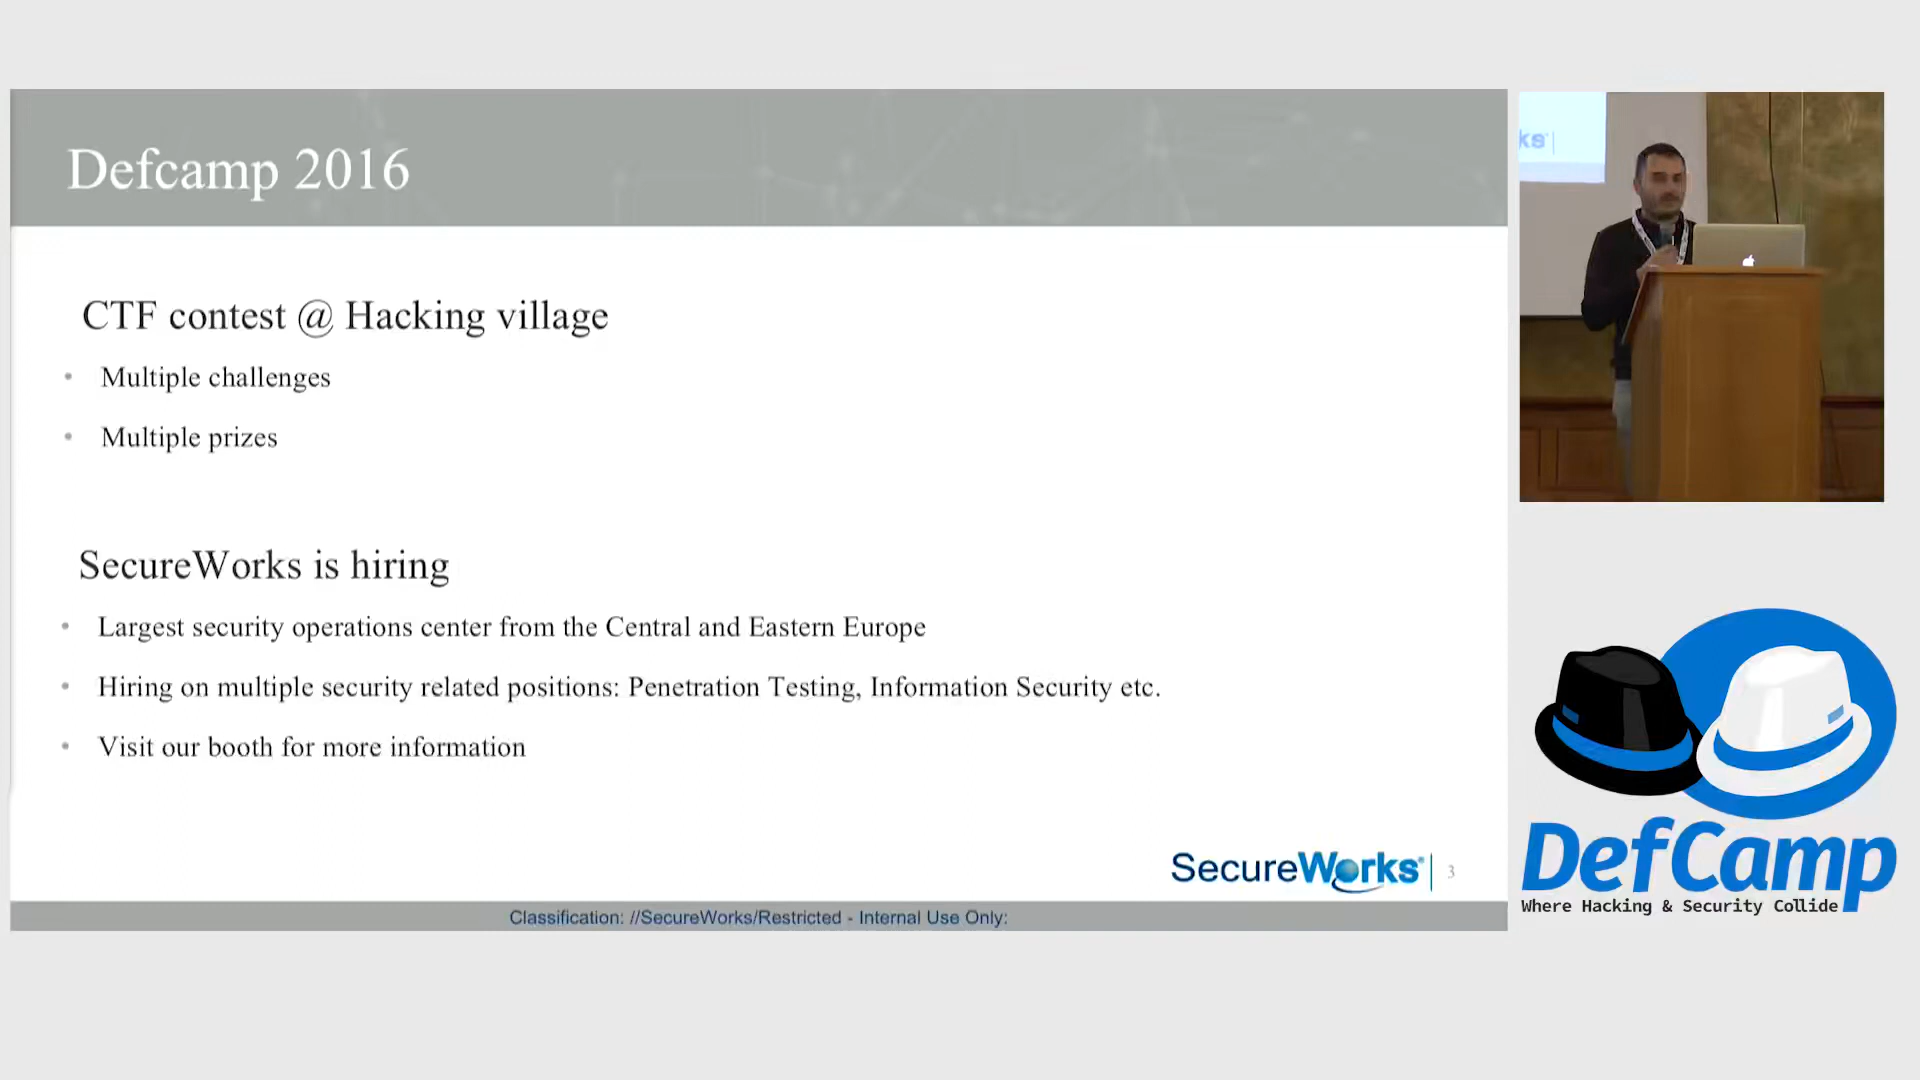 Defcamp 2016
CTF contest @ Hacking village
• Multiple challenges
• Multiple prizes
SecureWorks is hiring
• Largest security operations center from the Central and Eastern Europe
• Hiring on multiple security related positions: Penetration Testing, Information Security etc.
• Visit our booth for more information
SecureWorks® | 3
Classification: //SecureWorks/Restricted - Internal Use Only:
ks
DefCamp
Where Hacking & Security Collide